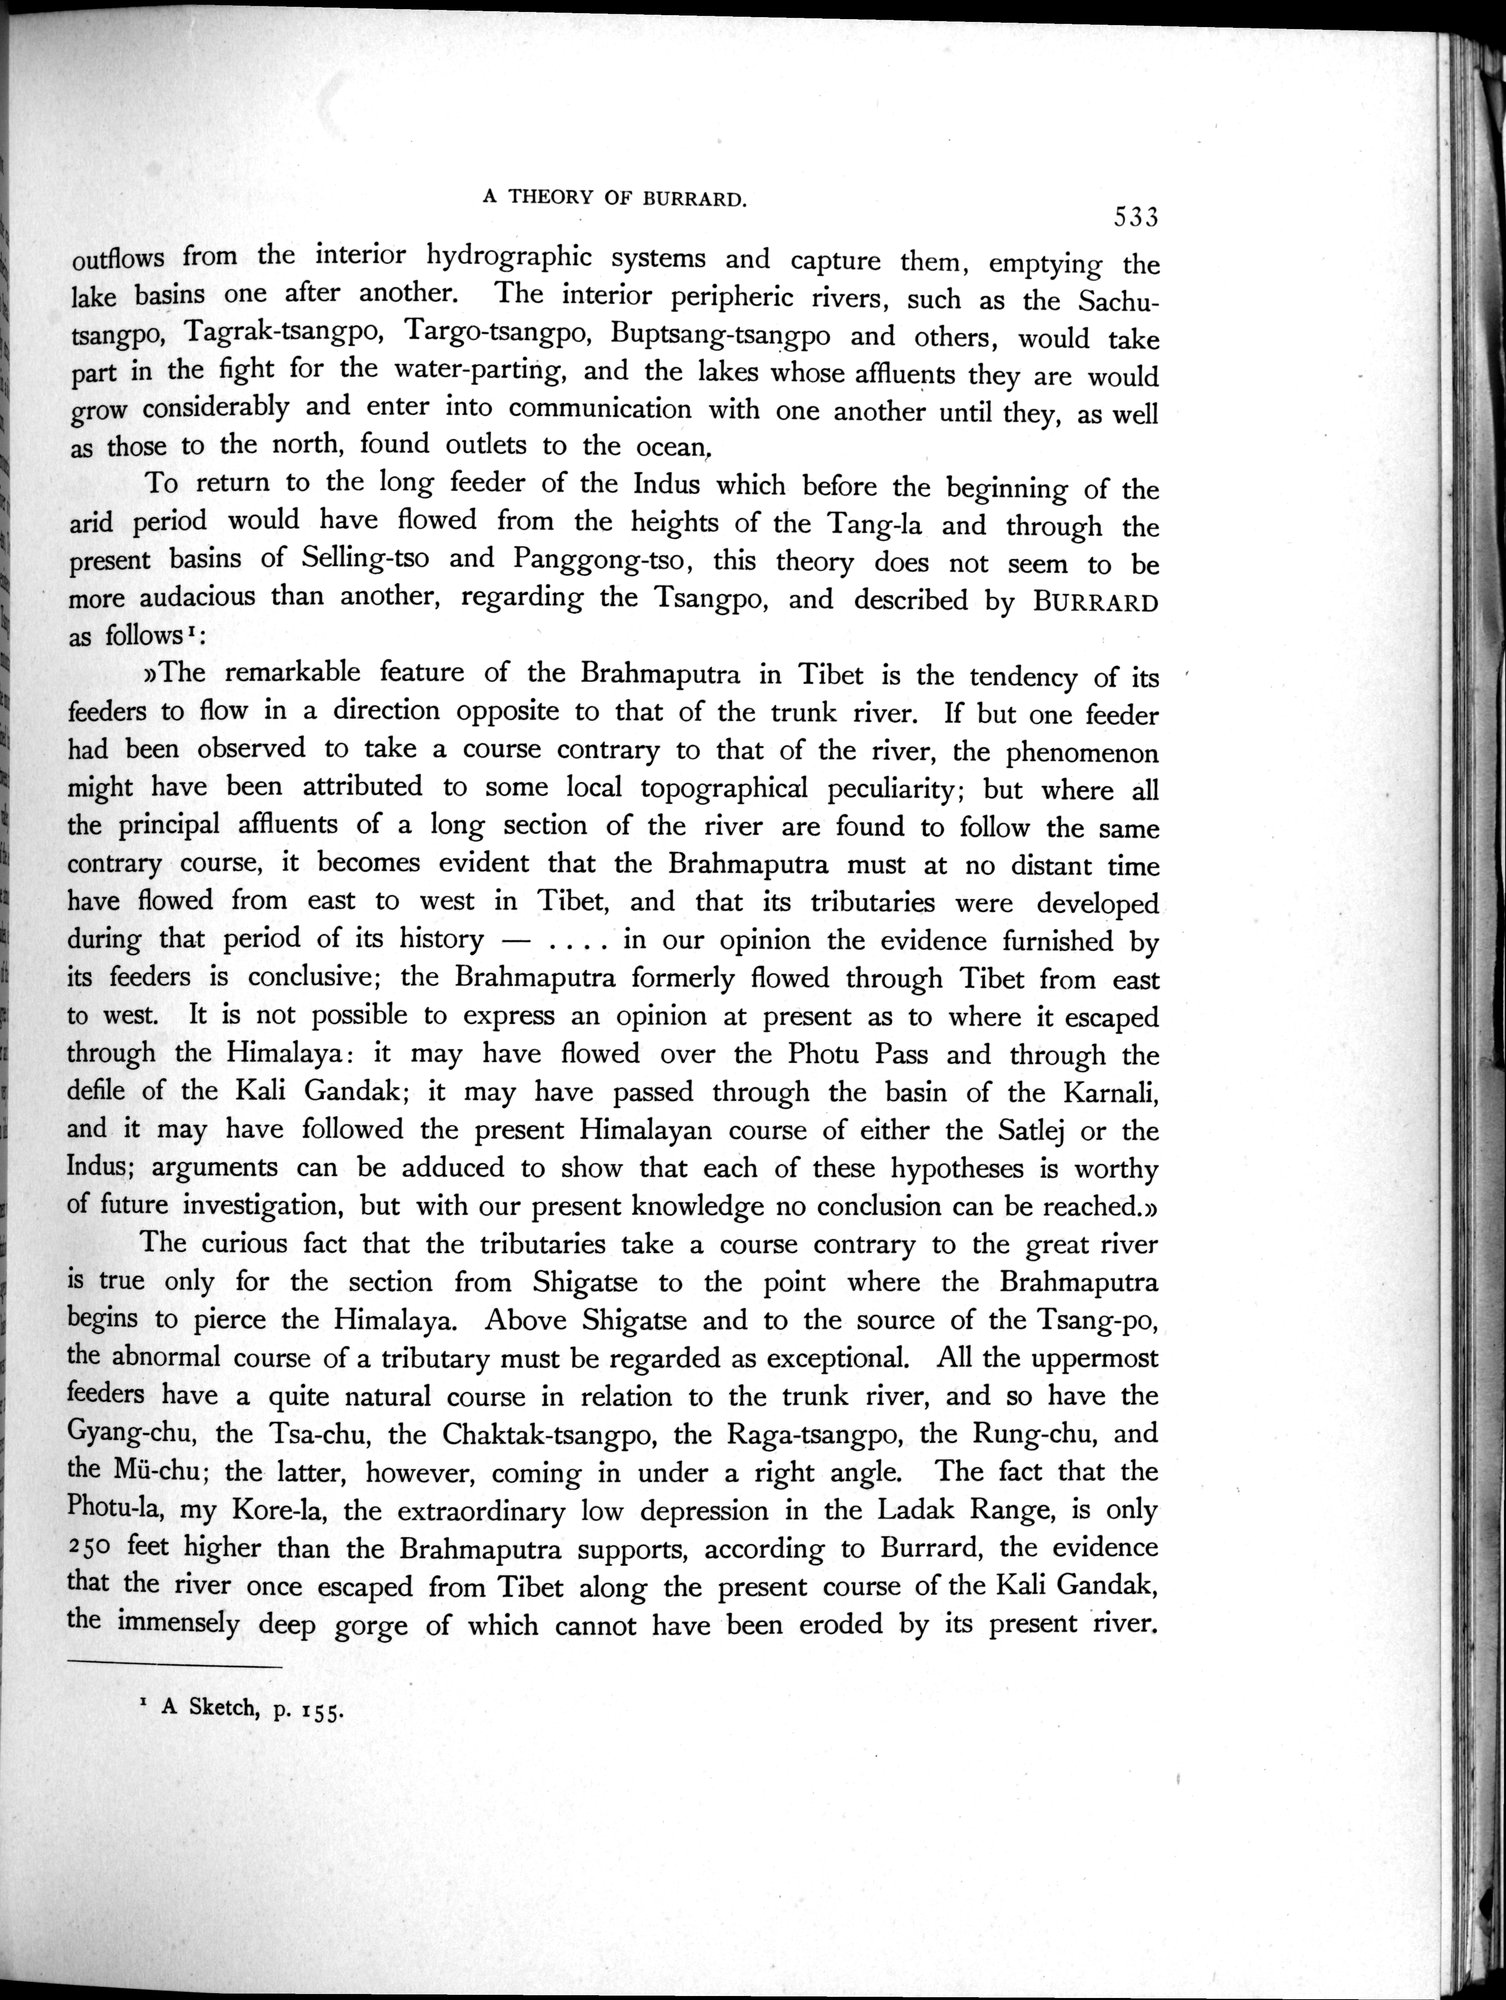 A THEORY OF BURRARD.
533
outflows from the interior hydrographic systems and capture them, emptying the
lake basins one after another. The interior peripheric rivers, such as the Sachu-
tsangpo, Tagrak-tsangpo, Targo-tsangpo, Buptsang-tsangpo and others, would take
part in the fight for the water-parting, and the lakes whose affluents they are would
grow considerably and enter into communication with one another until they, as well
as those to the north, found outlets to the ocean.
To return to the long feeder of the Indus which before the beginning of the
arid period would have flowed from the heights of the Tang-la and through the
present basins of Selling-tso and Panggong-tso, this theory does not seem to be
more audacious than another, regarding the Tsangpo, and described by BURRARD
as follows¹:
»The remarkable feature of the Brahmaputra in Tibet is the tendency of its
feeders to flow in a direction opposite to that of the trunk river. If but one feeder
had been observed to take a course contrary to that of the river, the phenomenon
might have been attributed to some local topographical peculiarity; but where all
the principal affluents of a long section of the river are found to follow the same
contrary course, it becomes evident that the Brahmaputra must at no distant time
have flowed from east to west in Tibet, and that its tributaries were developed
during that period of its history — .... in our opinion the evidence furnished by
its feeders is conclusive; the Brahmaputra formerly flowed through Tibet from east
to west. It is not possible to express an opinion at present as to where it escaped
through the Himalaya: it may have flowed over the Photu Pass and through the
defile of the Kali Gandak; it may have passed through the basin of the Karnali,
and it may have followed the present Himalayan course of either the Satlej or the
Indus; arguments can be adduced to show that each of these hypotheses is worthy
of future investigation, but with our present knowledge no conclusion can be reached.»
The curious fact that the tributaries take a course contrary to the great river
is true only for the section from Shigatse to the point where the Brahmaputra
begins to pierce the Himalaya. Above Shigatse and to the source of the Tsang-po,
the abnormal course of a tributary must be regarded as exceptional. All the uppermost
feeders have a quite natural course in relation to the trunk river, and so have the
Gyang-chu, the Tsa-chu, the Chaktak-tsangpo, the Raga-tsangpo, the Rung-chu, and
the Mü-chu; the latter, however, coming in under a right angle. The fact that the
Photu-la, my Kore-la, the extraordinary low depression in the Ladak Range, is only
250 feet higher than the Brahmaputra supports, according to Burrard, the evidence
that the river once escaped from Tibet along the present course of the Kali Gandak,
the immensely deep gorge of which cannot have been eroded by its present river.
¹ A Sketch, p. 155.